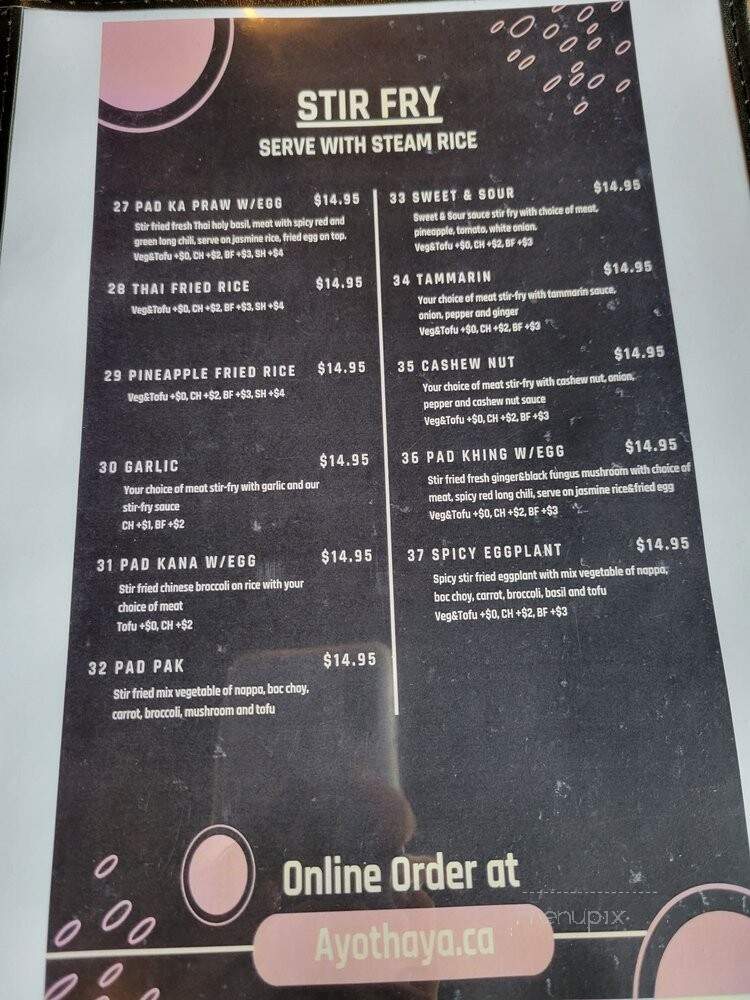 STIR FRY
SERVE WITH STEAM RICE
27 PAD KA PRAW W/EGG $14.95
Stir fried fresh Thai holy basil, meat with spicy red and
green long chili, serve on jasmine rice, fried egg on top.
Veg&Tofu +$0, CH +$2, BF +$3, SH +$4
28 THAI FRIED RICE $14.95
Veg&Tofu +$0, CH +$2, BF +$3, SH +$4
29 PINEAPPLE FRIED RICE $14.95
Veg&Tofu +$0, CH +$2, BF +$3, SH +$4
30 GARLIC $14.95
Your choice of meat stir-fry with garlic and our
stir-fry sauce
CH +$1, BF +$2
31 PAD KANA W/EGG $14.95
Stir fried chinese broccoli on rice with your
choice of meat
Tofu +$0, CH +$2
32 PAD PAK $14.95
Stir fried mix vegetable of nappa, bac chay,
carrot, broccoli, mushroom and tofu
33 SWEET & SOUR $14.95
Sweet & Sour sauce stir fry with choice of meat,
pineapple, tomato, white onion.
Veg&Tofu +$0, CH +$2, BF +$3
34 TAMMARIN $14.95
Your choice of meat stir-fry with tammarin sauce,
onion, pepper and ginger
Veg&Tofu +$0, CH +$2, BF +$3
35 CASHEW NUT $14.95
Your choice of meat stir-fry with cashew nut, onion,
pepper and cashew nut sauce
Veg&Tofu +$0, CH +$2, BF +$3
36 PAD KHING W/EGG $14.95
Stir fried fresh ginger&black fungus mushroom with choice of
meat, spicy red long chili, serve on jasmine rice&fried egg
Veg&Tofu +$0, CH +$2, BF +$3
37 SPICY EGGPLANT $14.95
Spicy stir fried eggplant with mix vegetable of nappa,
bac choy, carrot, broccoli, basil and tofu
Veg&Tofu +$0, CH +$2, BF +$3
Online Order at
menupix
Ayothaya.ca